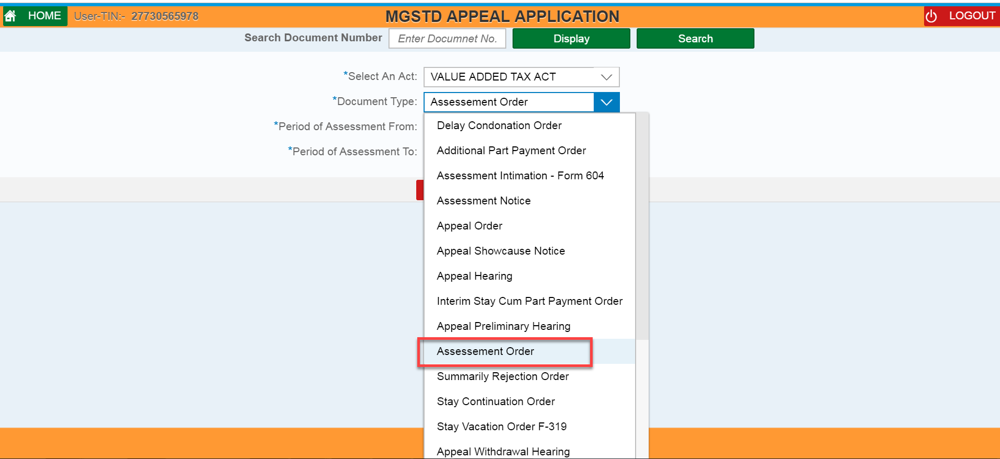 HOME User-TIN:- 27730565978 MGSTD APPEAL APPLICATION LOGOUT
Search Document Number Enter Documnet No. Display Search
*Select An Act: VALUE ADDED TAX ACT
*Document Type: Assessement Order
*Period of Assessment From:
*Period of Assessment To:
Delay Condonation Order
Additional Part Payment Order
Assessment Intimation - Form 604
Assessment Notice
Appeal Order
Appeal Showcause Notice
Appeal Hearing
Interim Stay Cum Part Payment Order
Appeal Preliminary Hearing
Assessement Order
Summarily Rejection Order
Stay Continuation Order
Stay Vacation Order F-319
Appeal Withdrawal Hearing